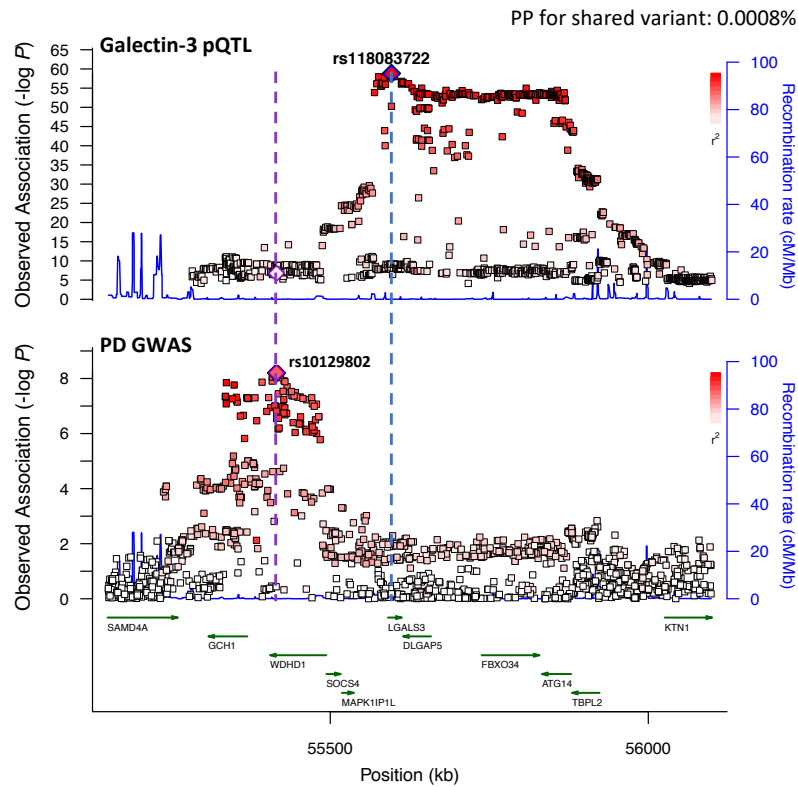 PP for shared variant: 0.0008%
Galectin-3 pQTL
rs118083722
Observed Association (-log P)
65
60
55
50
45
40
35
30
25
20
15
10
5
0
r2
100
80
60
40
20
0
Recombination rate (cM/Mb)
PD GWAS
rs10129802
Observed Association (-log P)
8
6
4
2
0
r2
100
80
60
40
20
0
Recombination rate (cM/Mb)
SAMD4A
LGALS3
KTN1
GCH1
DLGAP5
WDHD1
FBXO34
SOCS4
ATG14
MAPK1IP1L
TBPL2
55500
56000
Position (kb)